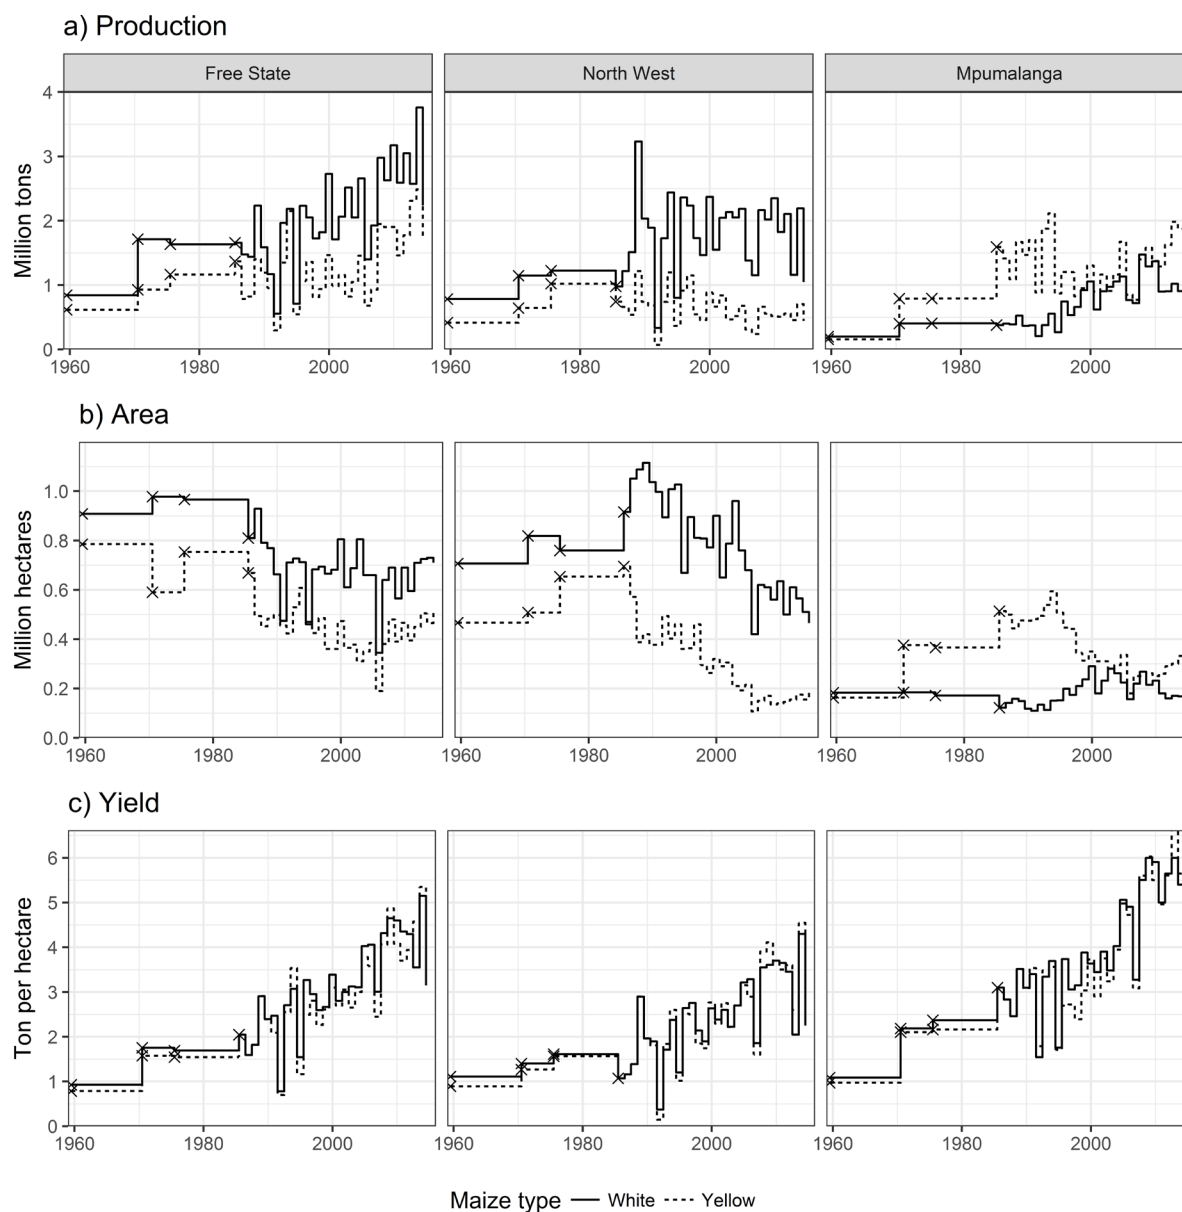 a) Production
Free State
North West
Mpumalanga
Million tons
4
3
2
1
0
1960 1980 2000
1960 1980 2000
1960 1980 2000
b) Area
Million hectares
1.0
0.8
0.6
0.4
0.2
0.0
1960 1980 2000
1960 1980 2000
1960 1980 2000
c) Yield
Ton per hectare
6
5
4
3
2
1
0
1960 1980 2000
1960 1980 2000
1960 1980 2000
Maize type White Yellow